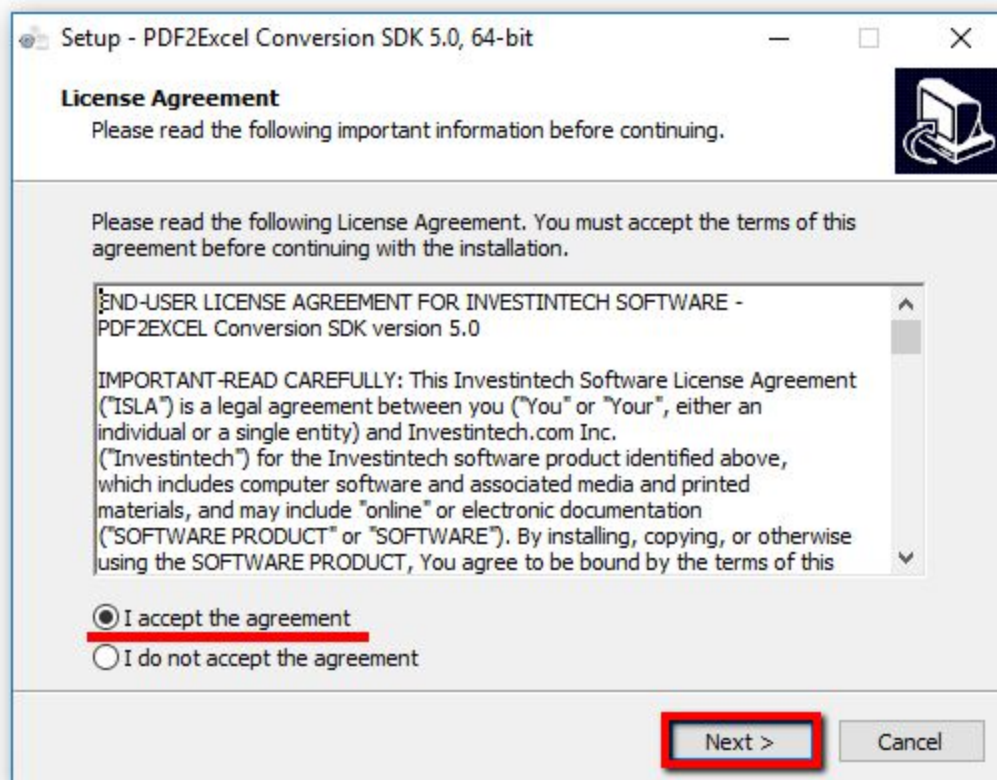 Setup - PDF2Excel Conversion SDK 5.0, 64-bit
License Agreement
Please read the following important information before continuing.
Please read the following License Agreement. You must accept the terms of this
agreement before continuing with the installation.
END-USER LICENSE AGREEMENT FOR INVESTINTECH SOFTWARE -
PDF2EXCEL Conversion SDK version 5.0
IMPORTANT-READ CAREFULLY: This Investintech Software License Agreement
("ISLA") is a legal agreement between you ("You" or "Your", either an
individual or a single entity) and Investintech.com Inc.
("Investintech") for the Investintech software product identified above,
which includes computer software and associated media and printed
materials, and may include "online" or electronic documentation
("SOFTWARE PRODUCT" or "SOFTWARE"). By installing, copying, or otherwise
using the SOFTWARE PRODUCT, You agree to be bound by the terms of this
I accept the agreement
I do not accept the agreement
Next >
Cancel